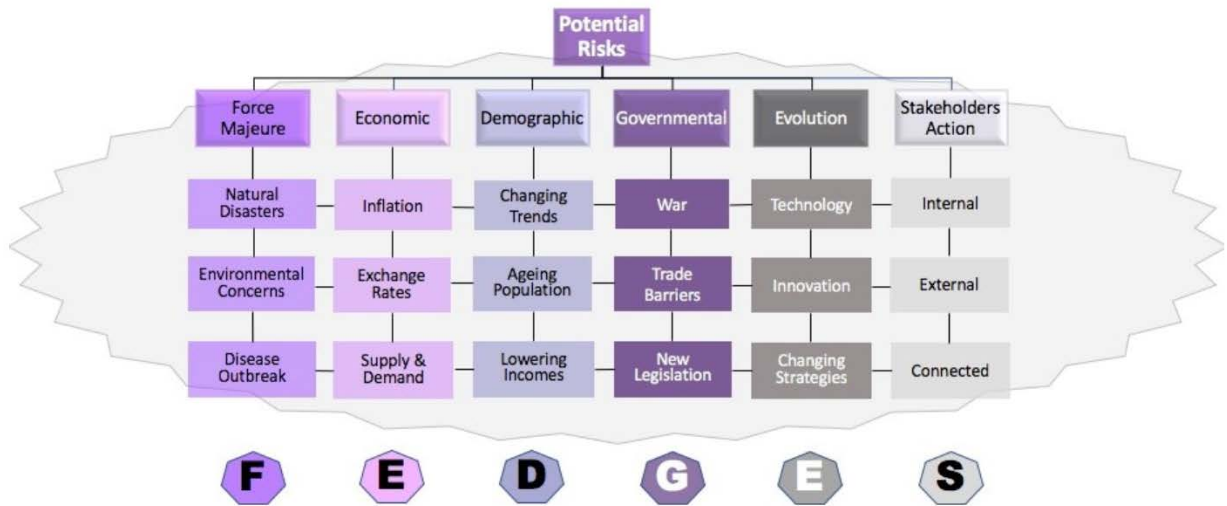 Potential
Risks
Force
Majeure
Economic
Demographic
Governmental
Evolution
Stakeholders
Action
Natural
Disasters
Inflation
Changing
Trends
War
Technology
Internal
Environmental
Concerns
Exchange
Rates
Ageing
Population
Trade
Barriers
Innovation
External
Disease
Outbreak
Supply &
Demand
Lowering
Incomes
New
Legislation
Changing
Strategies
Connected
F
E
D
G
E
S